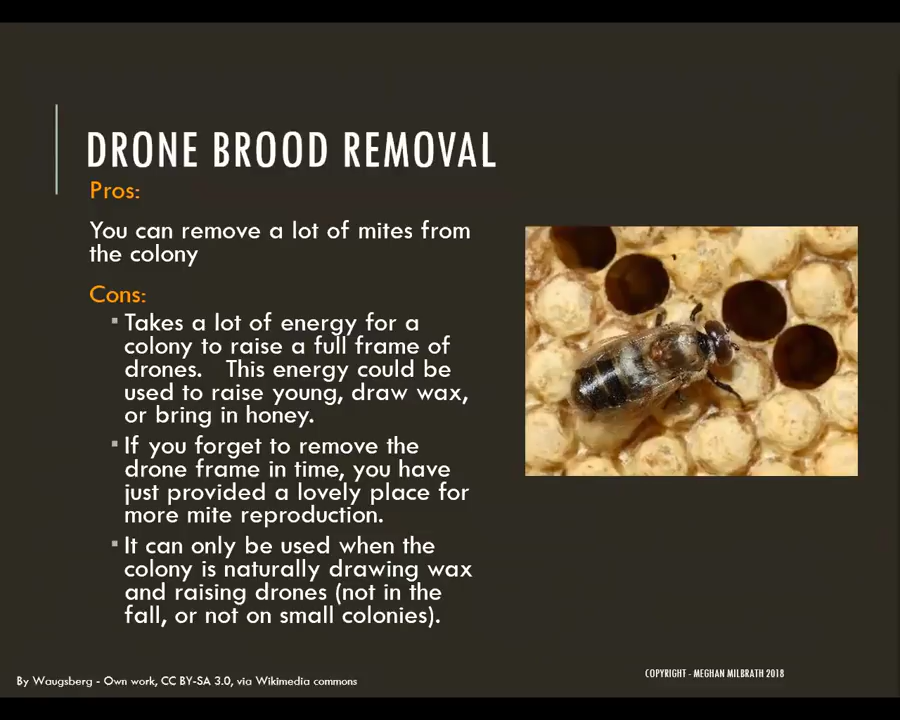 DRONE BROOD REMOVAL
Pros:
You can remove a lot of mites from
the colony
Cons:
▪ Takes a lot of energy for a
colony to raise a full frame of
drones. This energy could be
used to raise young, draw wax,
or bring in honey.
▪ If you forget to remove the
drone frame in time, you have
just provided a lovely place for
more mite reproduction.
▪ It can only be used when the
colony is naturally drawing wax
and raising drones (not in the
fall, or not on small colonies).
By Waugsberg - Own work, CC BY-SA 3.0, via Wikimedia commons
COPYRIGHT - MEGHAN MILBRATH 2018